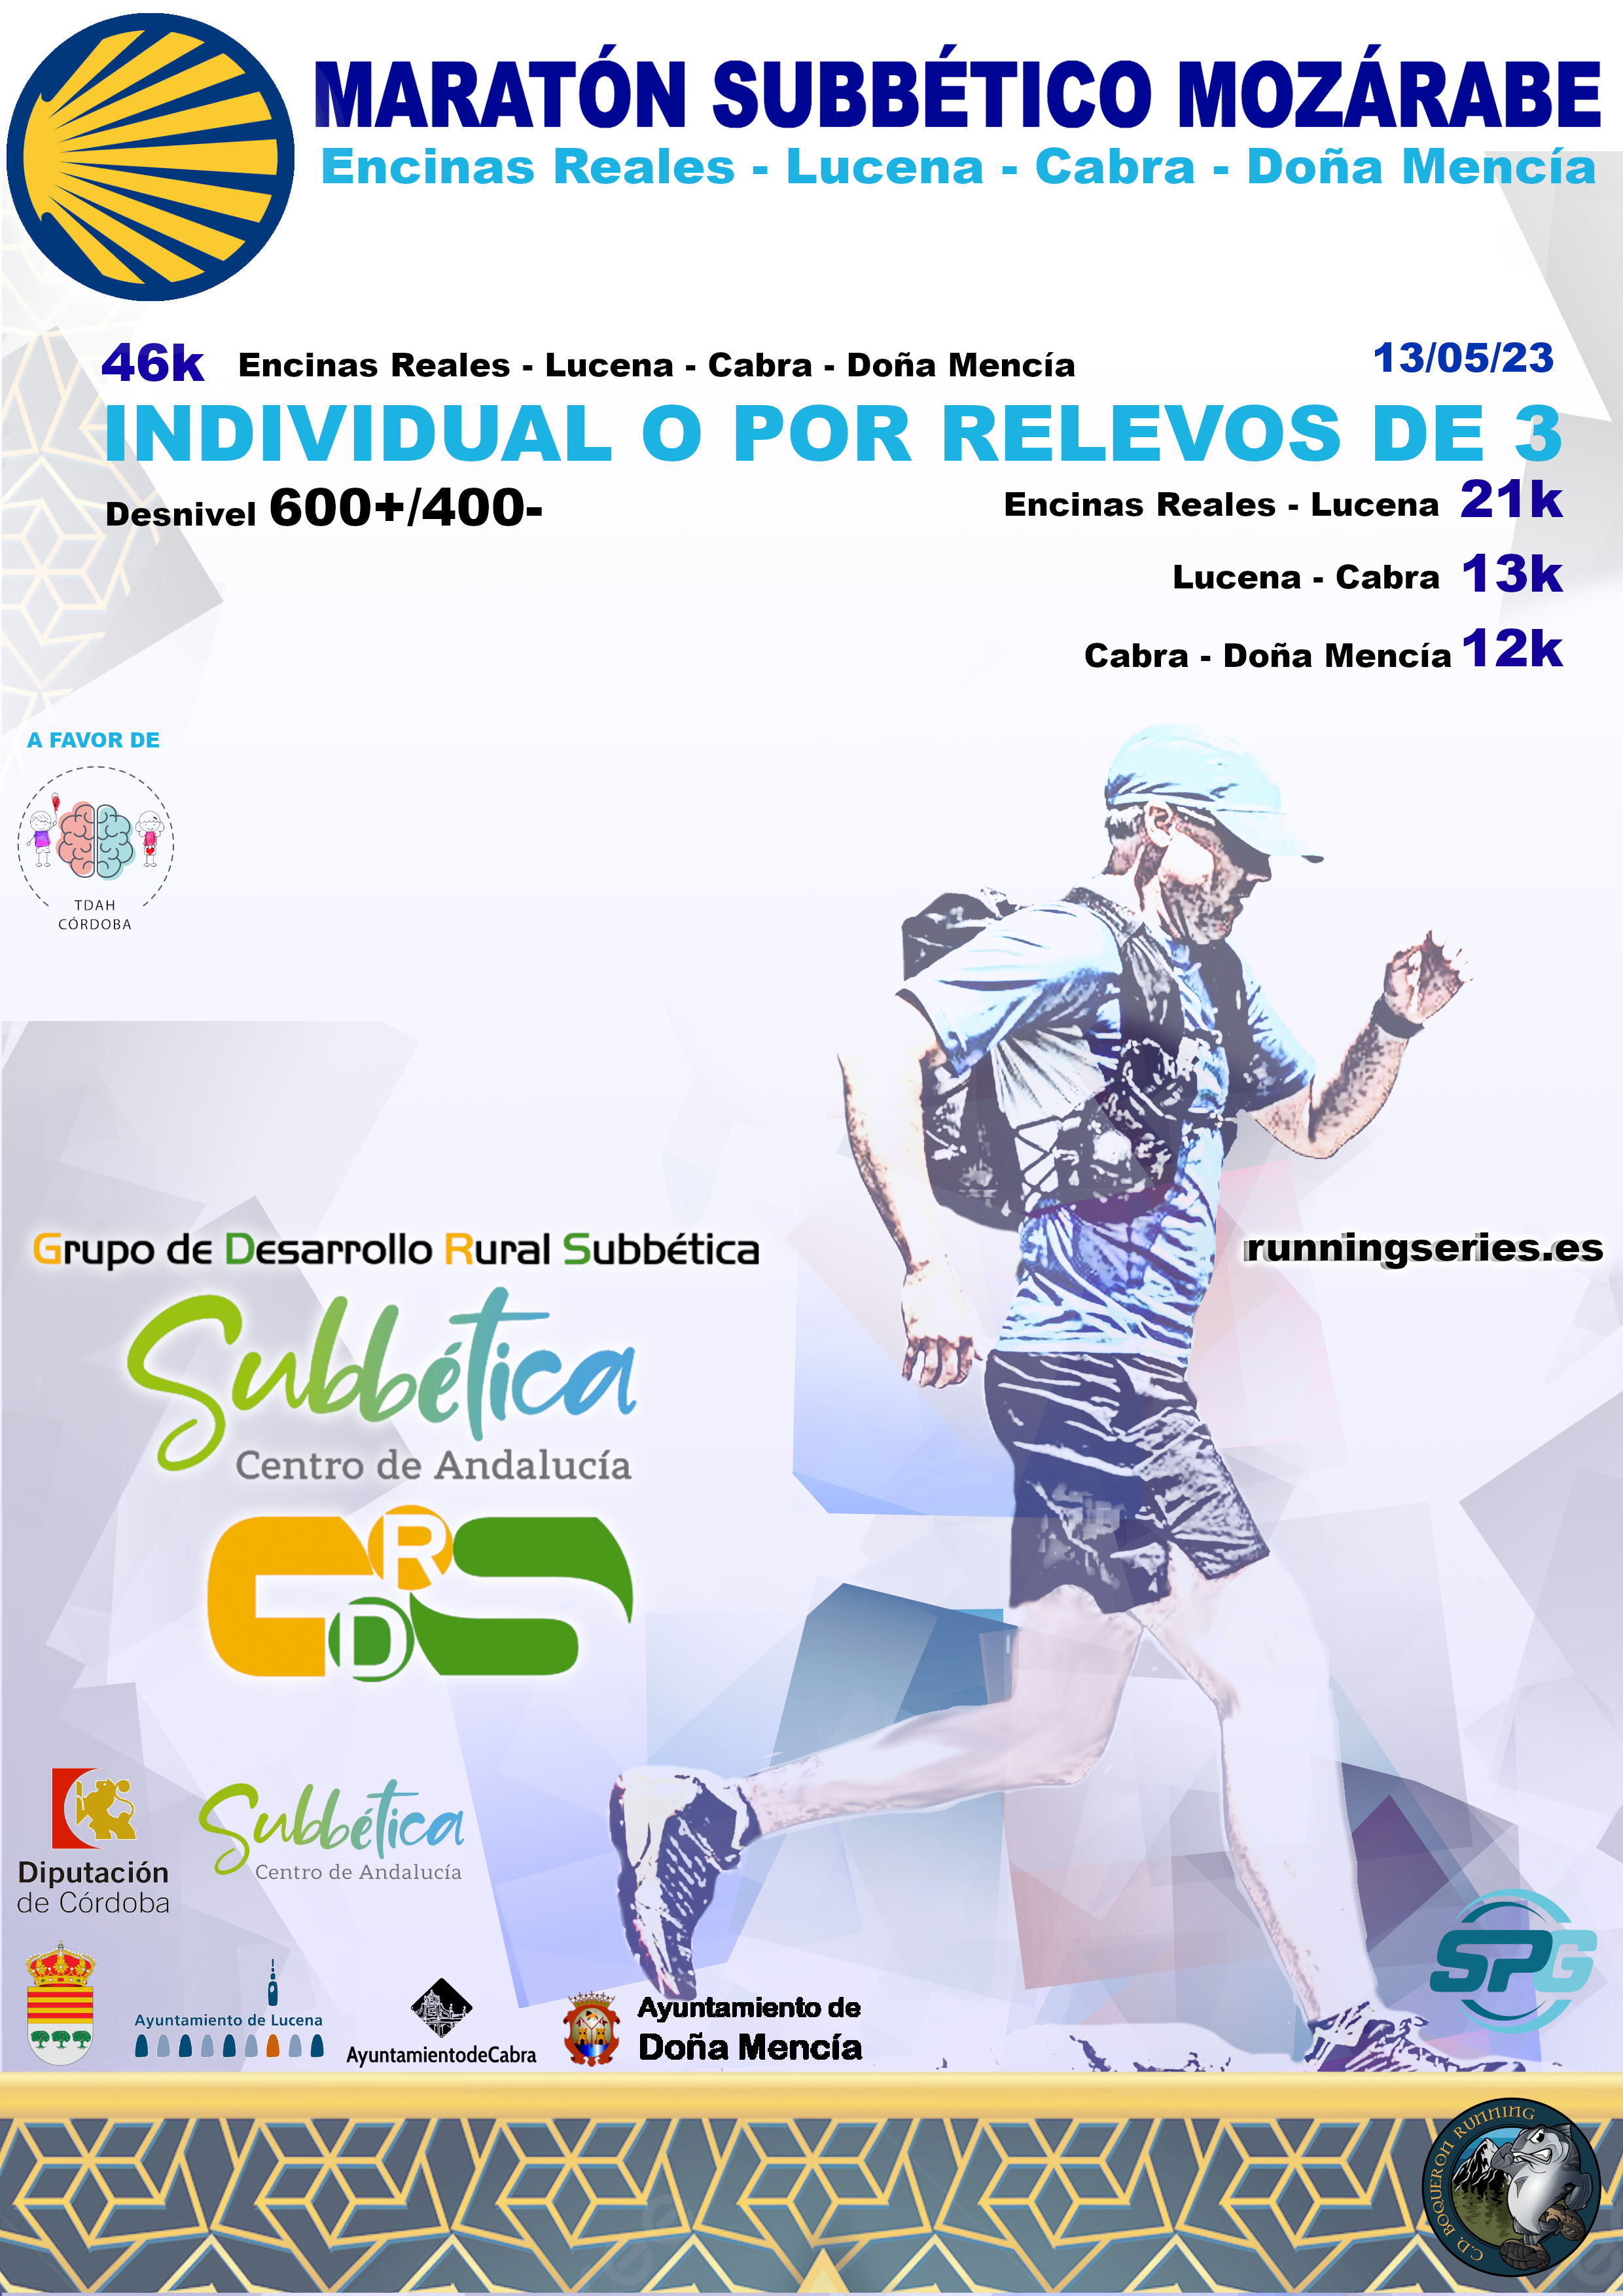 MARATÓN SUBBÉTICO MOZÁRABE
Encinas Reales - Lucena - Cabra - Doña Mencía
46k Encinas Reales - Lucena - Cabra - Doña Mencía
13/05/23
INDIVIDUAL O POR RELEVOS DE 3
Desnivel 600+/400-
Encinas Reales - Lucena 21k
Lucena - Cabra 13k
Cabra - Doña Mencía 12k
A FAVOR DE
TDAH
CÓRDOBA
Grupo de Desarrollo Rural Subbética
runningseries.es
Subbética
Centro de Andalucía
GDRS
Diputación
de Córdoba
Subbética
Centro de Andalucía
SPG
Ayuntamiento de Lucena
AyuntamientodeCabra
Ayuntamiento de
Doña Mencía
C.D. BOQUERON RUNNING